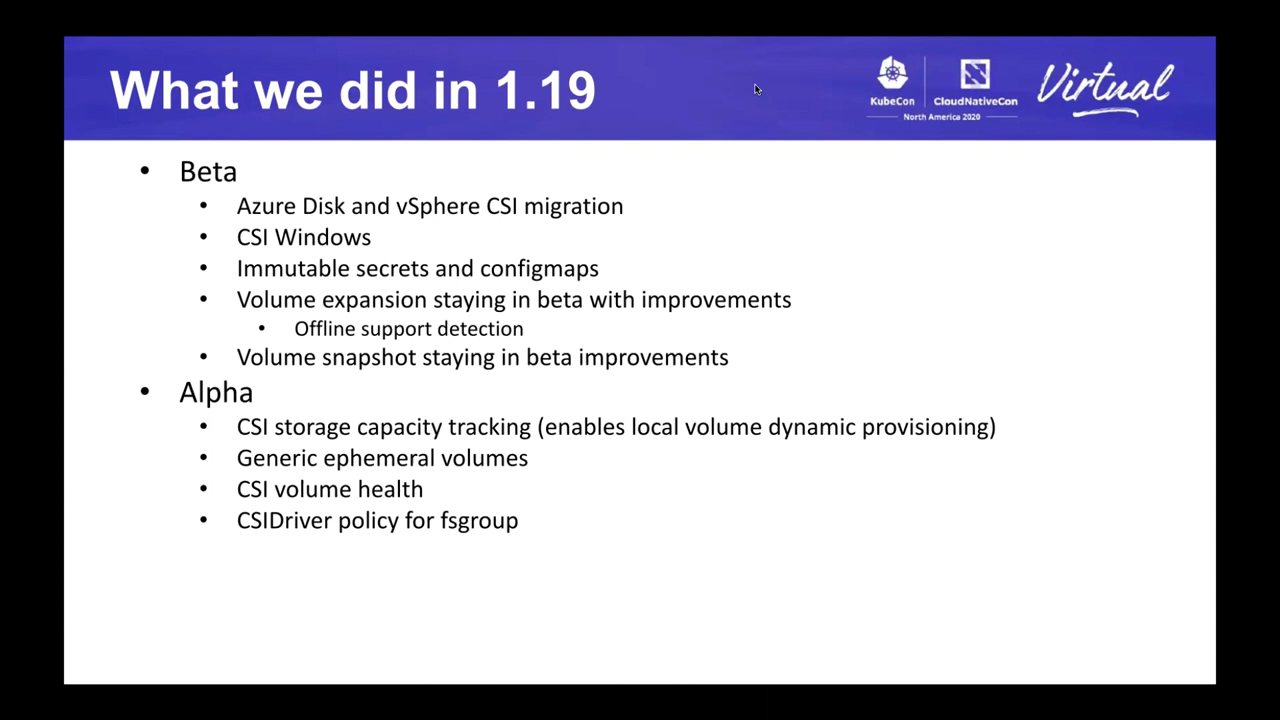 What we did in 1.19
KubeCon
CloudNativeCon
North America 2020
Virtual
• Beta
• Azure Disk and vSphere CSI migration
• CSI Windows
• Immutable secrets and configmaps
• Volume expansion staying in beta with improvements
• Offline support detection
• Volume snapshot staying in beta improvements
• Alpha
• CSI storage capacity tracking (enables local volume dynamic provisioning)
• Generic ephemeral volumes
• CSI volume health
• CSIDriver policy for fsgroup